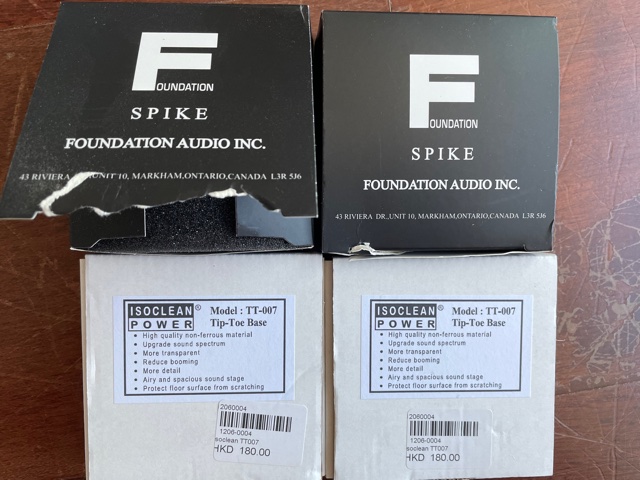 FOUNDATION
SPIKE
FOUNDATION AUDIO INC.
43 RIVIERA UNIT 10, MARKHAM,ONTARIO,CANADA L3R 5J6
FOUNDATION
SPIKE
FOUNDATION AUDIO INC.
43 RIVIERA DR.,UNIT 10, MARKHAM,ONTARIO,CANADA L3R 5J6
ISOCLEAN®
POWER
Model : TT-007
Tip-Toe Base
• High quality non-ferrous material
• Upgrade sound spectrum
• More transparent
• Reduce booming
• More detail
• Airy and spacious sound stage
• Protect floor surface from scratching
2060004
1206-0004
soclean TT007
HKD 180.00
ISOCLEAN®
POWER
Model : TT-007
Tip-Toe Base
• High quality non-ferrous material
• Upgrade sound spectrum
• More transparent
• Reduce booming
• More detail
• Airy and spacious sound stage
• Protect floor surface from scratching
2060004
1206-0004
soclean TT007
HKD 180.00